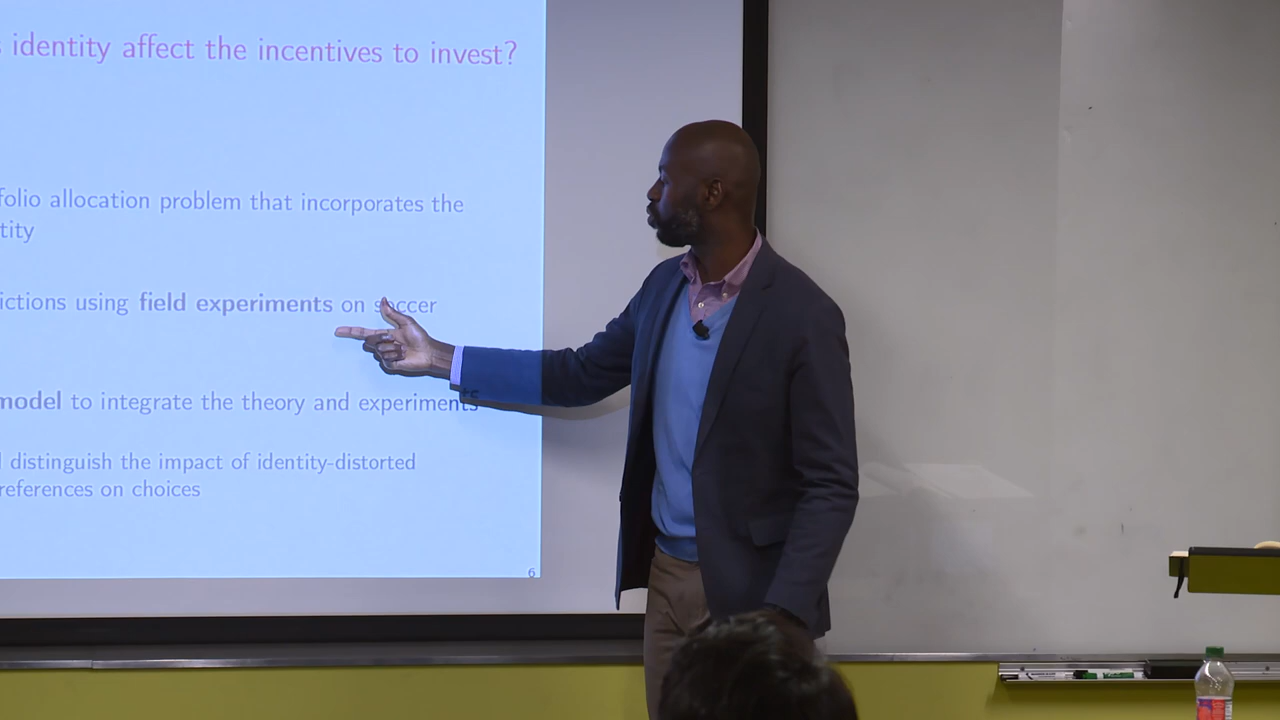 identity affect the incentives to invest?
folio allocation problem that incorporates the
tity
ictions using field experiments on soccer
model to integrate the theory and experiments
distinguish the impact of identity-distorted
references on choices
6